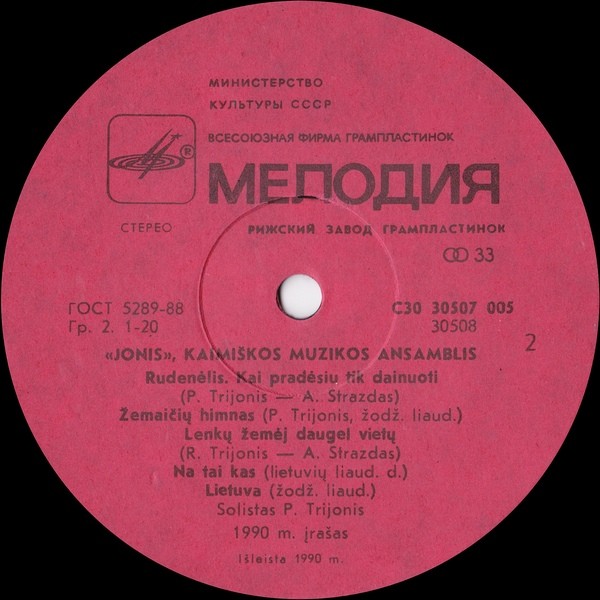 МИНИСТЕРСТВО
КУЛЬТУРЫ СССР
ВСЕСОЮЗНАЯ ФИРМА ГРАМПЛАСТИНОК
®
МЕЛОДИЯ
СТЕРЕО
РИЖСКИЙ ЗАВОД ГРАМПЛАСТИНОК
33
ГОСТ 5289-88
С30 30507 005
Гр. 2. 1-20
30508
2
«JONIS», KAIMIŠKOS MUZIKOS ANSAMBLIS
Rudenėlis. Kai pradėsiu tik dainuoti
(P. Trijonis — A. Strazdas)
Žemaičių himnas (P. Trijonis, žodž. liaud.)
Lenkų žemėj daugel vietų
(R. Trijonis — A. Strazdas)
Na tai kas (lietuvių liaud. d.)
Lietuva (žodž. liaud.)
Solistas P. Trijonis
1990 m. įrašas
Išleista 1990 m.